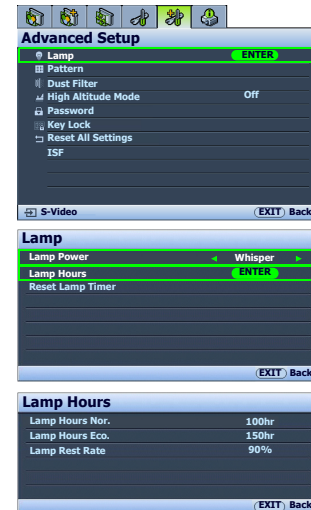 Advanced Setup
Lamp ENTER
Pattern
Dust Filter
High Altitude Mode Off
Password
Key Lock
Reset All Settings
ISF
S-Video EXIT Back
Lamp
Lamp Power Whisper
Lamp Hours ENTER
Reset Lamp Timer
EXIT Back
Lamp Hours
Lamp Hours Nor. 100hr
Lamp Hours Eco. 150hr
Lamp Rest Rate 90%
EXIT Back